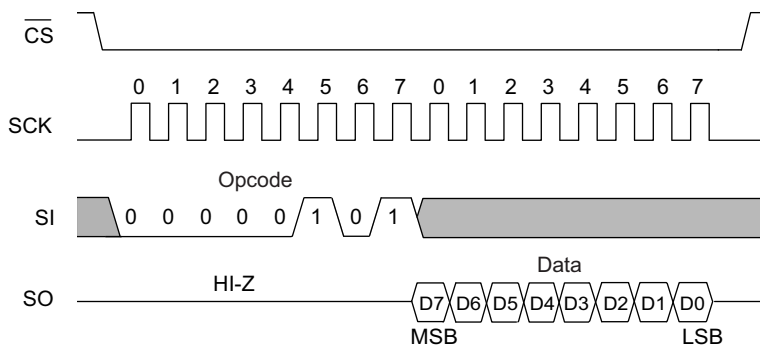 CS
0 1 2 3 4 5 6 7 0 1 2 3 4 5 6 7
SCK
Opcode
SI 0 0 0 0 0 1 0 1
Data
HI-Z
SO D7 D6 D5 D4 D3 D2 D1 D0
MSB LSB